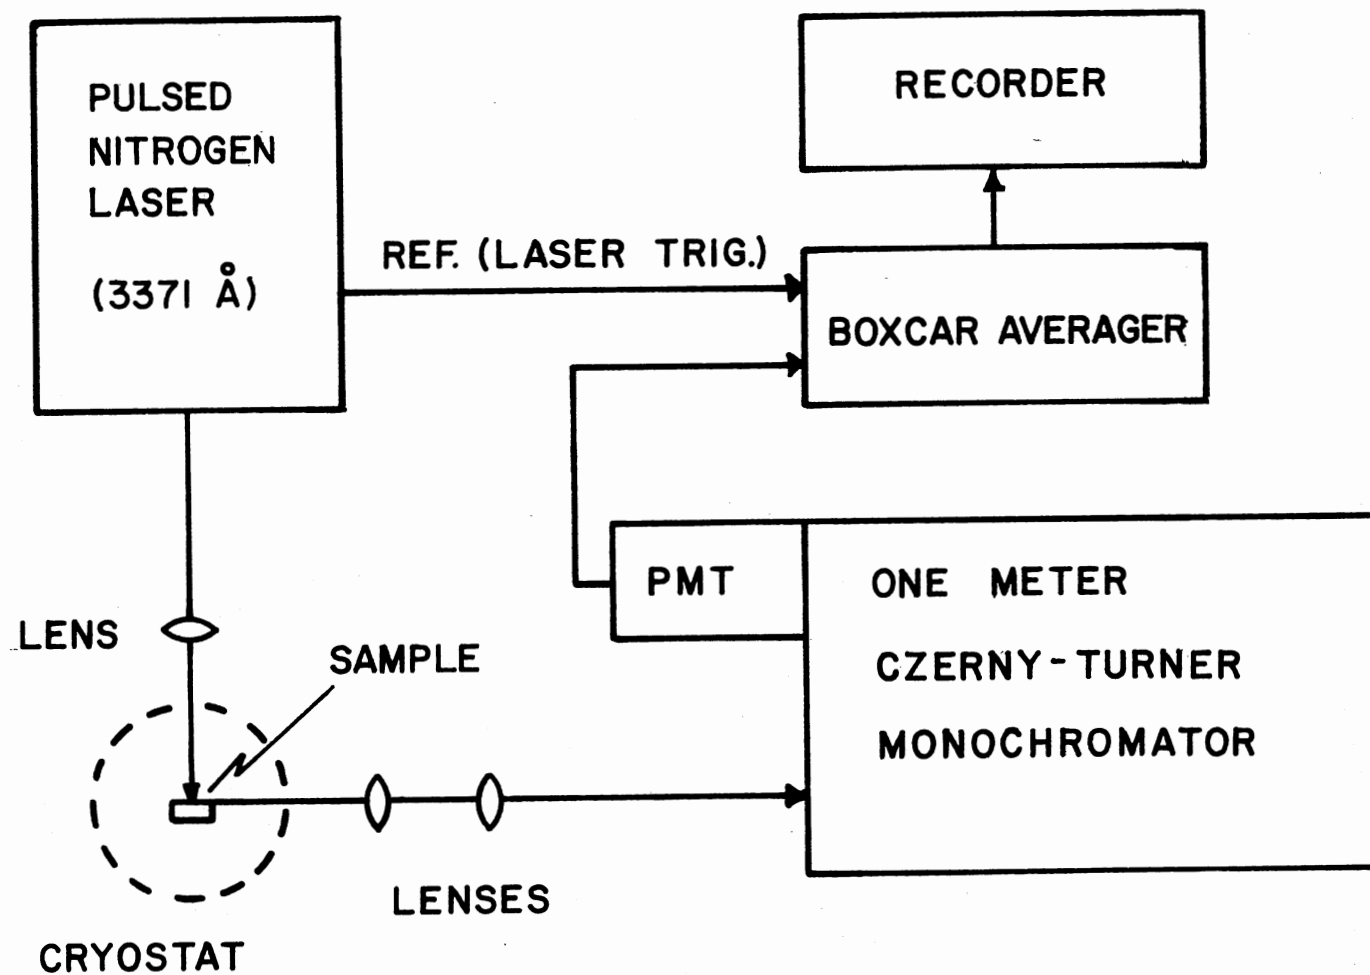 PULSED
NITROGEN
LASER
(3371 Å)
RECORDER
REF. (LASER TRIG.)
BOXCAR AVERAGER
PMT
ONE METER
CZERNY-TURNER
MONOCHROMATOR
LENS
SAMPLE
LENSES
CRYOSTAT